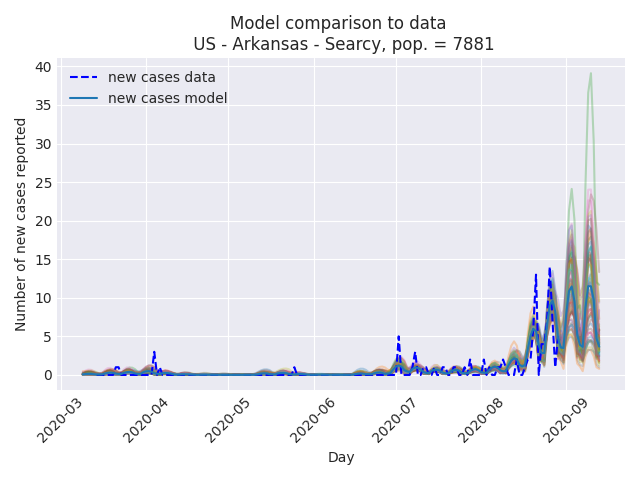 Model comparison to data
US - Arkansas - Searcy, pop. = 7881
new cases data
new cases model
Number of new cases reported
40
35
30
25
20
15
10
5
0
2020-03
2020-04
2020-05
2020-06
2020-07
2020-08
2020-09
Day